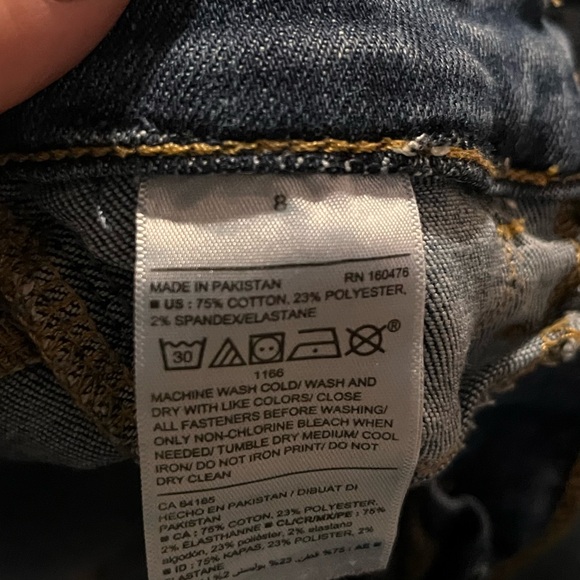 8
MADE IN PAKISTAN RN 160476
■ US : 75% COTTON, 23% POLYESTER,
2% SPANDEX/ELASTANE
30 ®
1166
MACHINE WASH COLD/ WASH AND
DRY WITH LIKE COLORS/ CLOSE
ALL FASTENERS BEFORE WASHING/
ONLY NON-CHLORINE BLEACH WHEN
NEEDED/ TUMBLE DRY MEDIUM/ COOL
IRON/ DO NOT IRON PRINT/ DO NOT
DRY CLEAN
CA 64165
HECHO EN PAKISTAN / DIBUAT DI
PAKISTAN
■ CA : 75% COTON, 23% POLYESTER,
2% ÉLASTHANNE ■ CL/CR/MX/PE : 75%
algodón, 23% poliéster, 2% elastano
■ ID : 75% KAPAS, 23% POLIESTER,